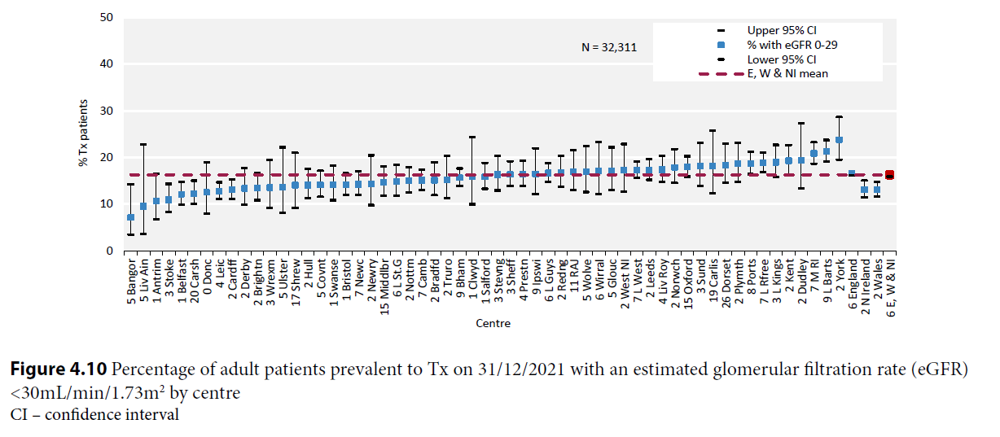 50
40
30
20
10
0
% Tx patients
N = 32,311
Upper 95% CI
% with eGFR 0-29
Lower 95% CI
E, W & NI mean
5 Bangor
5 Liv Ain
1 Antrim
3 Stoke
1 Belfast
20 Carsh
0 Donc
4 Leic
2 Cardff
2 Derby
2 Brightn
3 Wrexm
5 Ulster
17 Shrew
2 Hull
5 Covnt
1 Swanse
1 Bristol
7 Newc
2 Newry
15 Middlbr
6 L St.G
2 Nottm
7 Camb
2 Bradfd
2 Truro
9 Bham
1 Clwyd
1 Salford
3 Stevng
3 Sheff
4 Prestn
9 Ipswi
6 L Guys
2 Redng
11 RAJ
5 Wolve
6 Wirral
5 Glouc
2 West NI
7 L West
2 Leeds
4 Liv Roy
2 Norwch
15 Oxford
3 Sund
19 Carlis
26 Dorset
2 Plymth
8 Ports
7 L Rfree
3 L Kings
2 Kent
2 Dudley
7 M RI
9 L Barts
2 York
6 England
2 N Ireland
2 Wales
6 E, W & NI
Centre
Figure 4.10 Percentage of adult patients prevalent to Tx on 31/12/2021 with an estimated glomerular filtration rate (eGFR)
<30mL/min/1.73m² by centre
CI – confidence interval